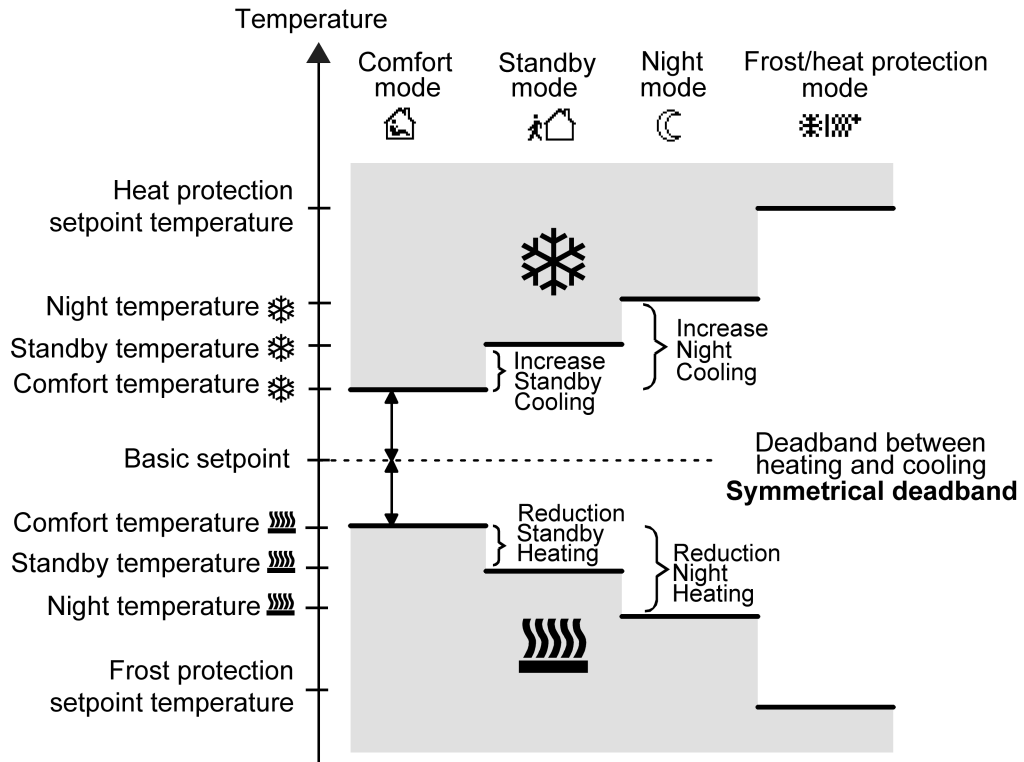 Temperature
Comfort
mode
Standby
mode
Night
mode
Frost/heat protection
mode
Heat protection
setpoint temperature
Night temperature
Standby temperature
Comfort temperature
Increase
Standby
Cooling
Increase
Night
Cooling
Basic setpoint
Deadband between
heating and cooling
Symmetrical deadband
Comfort temperature
Standby temperature
Night temperature
Reduction
Standby
Heating
Reduction
Night
Heating
Frost protection
setpoint temperature